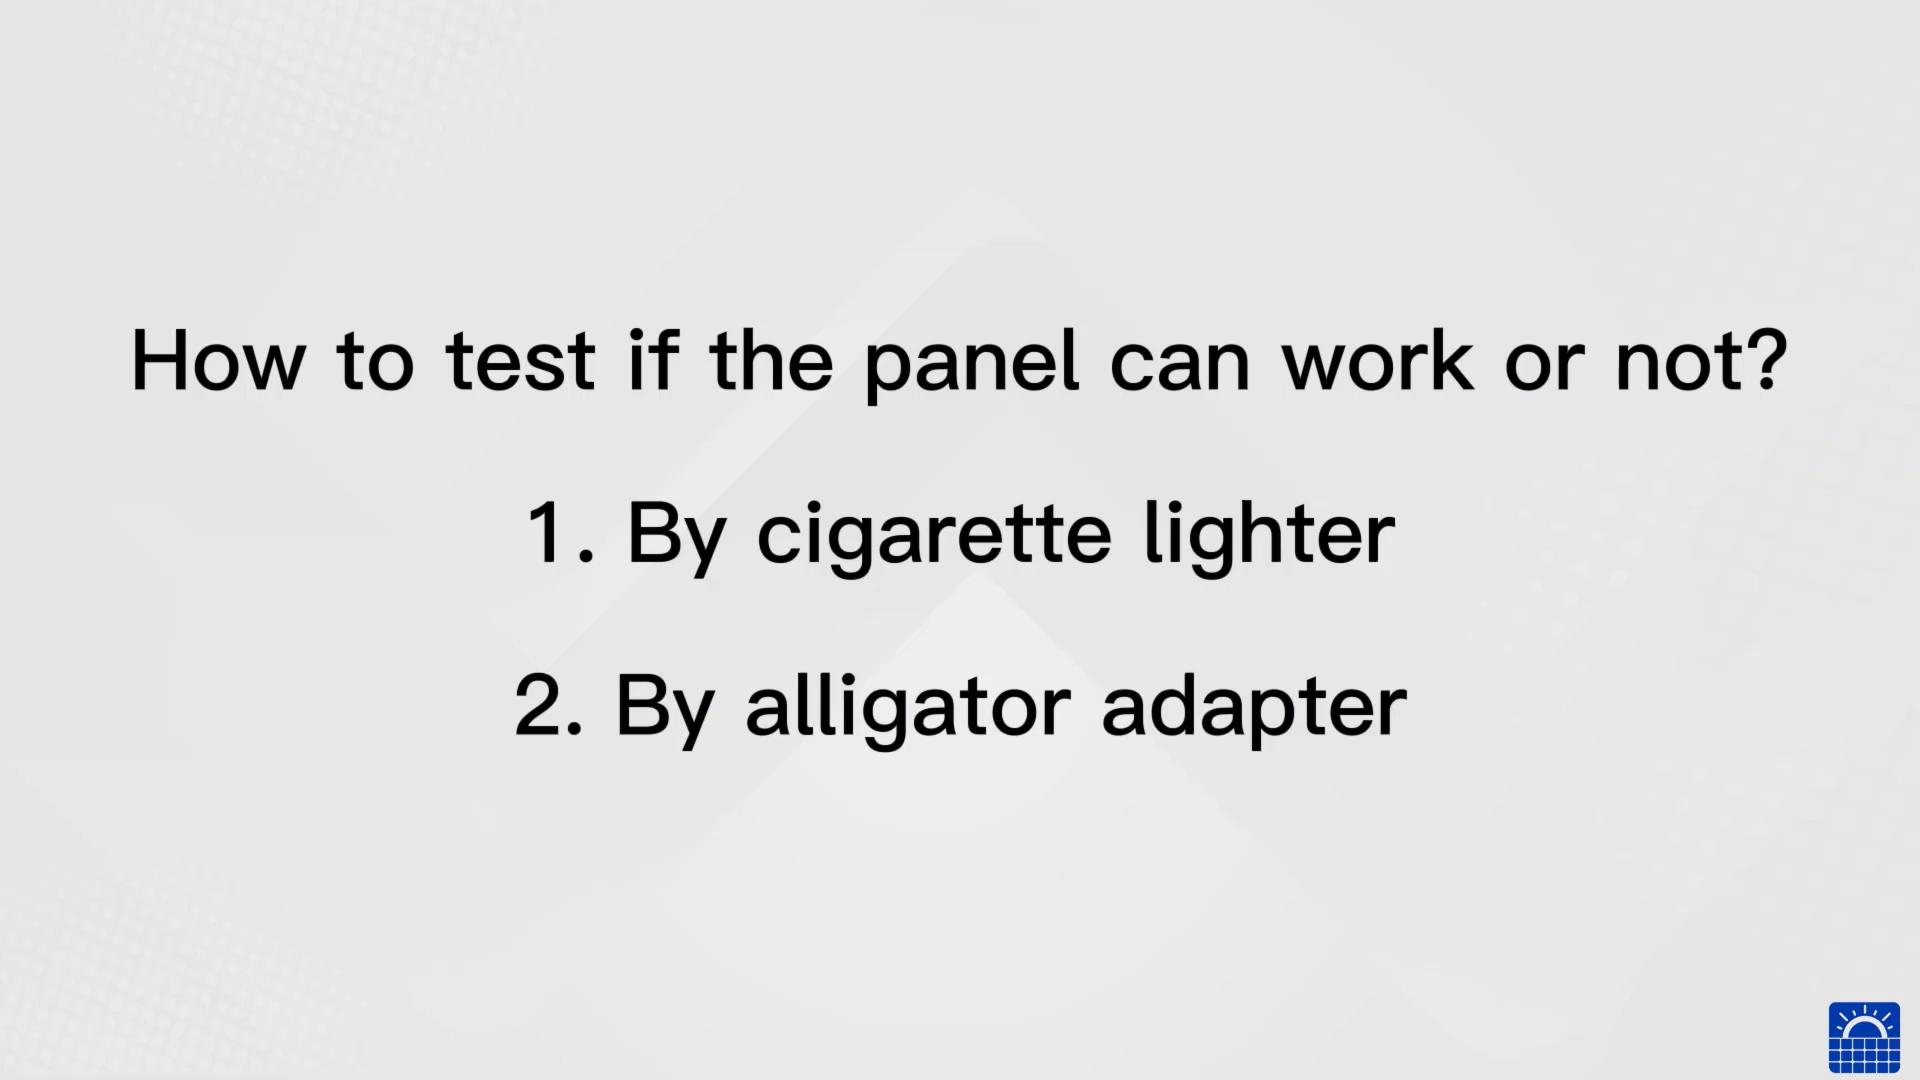 How to test if the panel can work or not?
1. By cigarette lighter
2. By alligator adapter